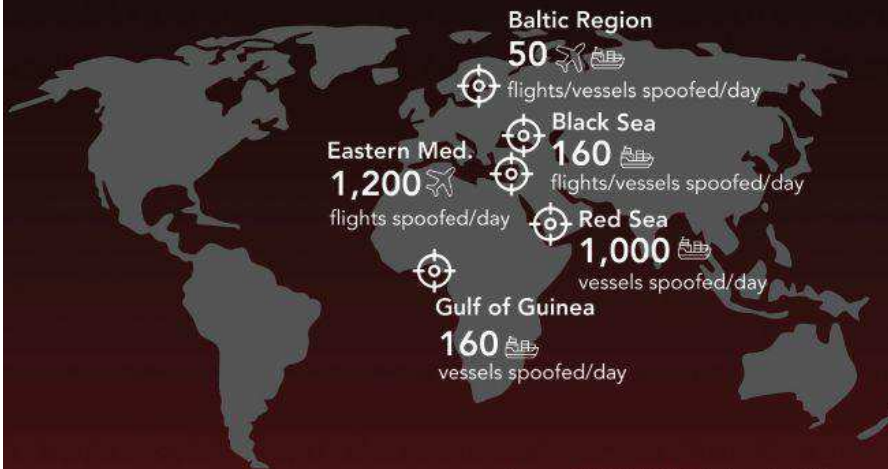 Baltic Region
50
flights/vessels spoofed/day
Black Sea
160
flights/vessels spoofed/day
Eastern Med.
1,200
flights spoofed/day
Red Sea
1,000
vessels spoofed/day
Gulf of Guinea
160
vessels spoofed/day